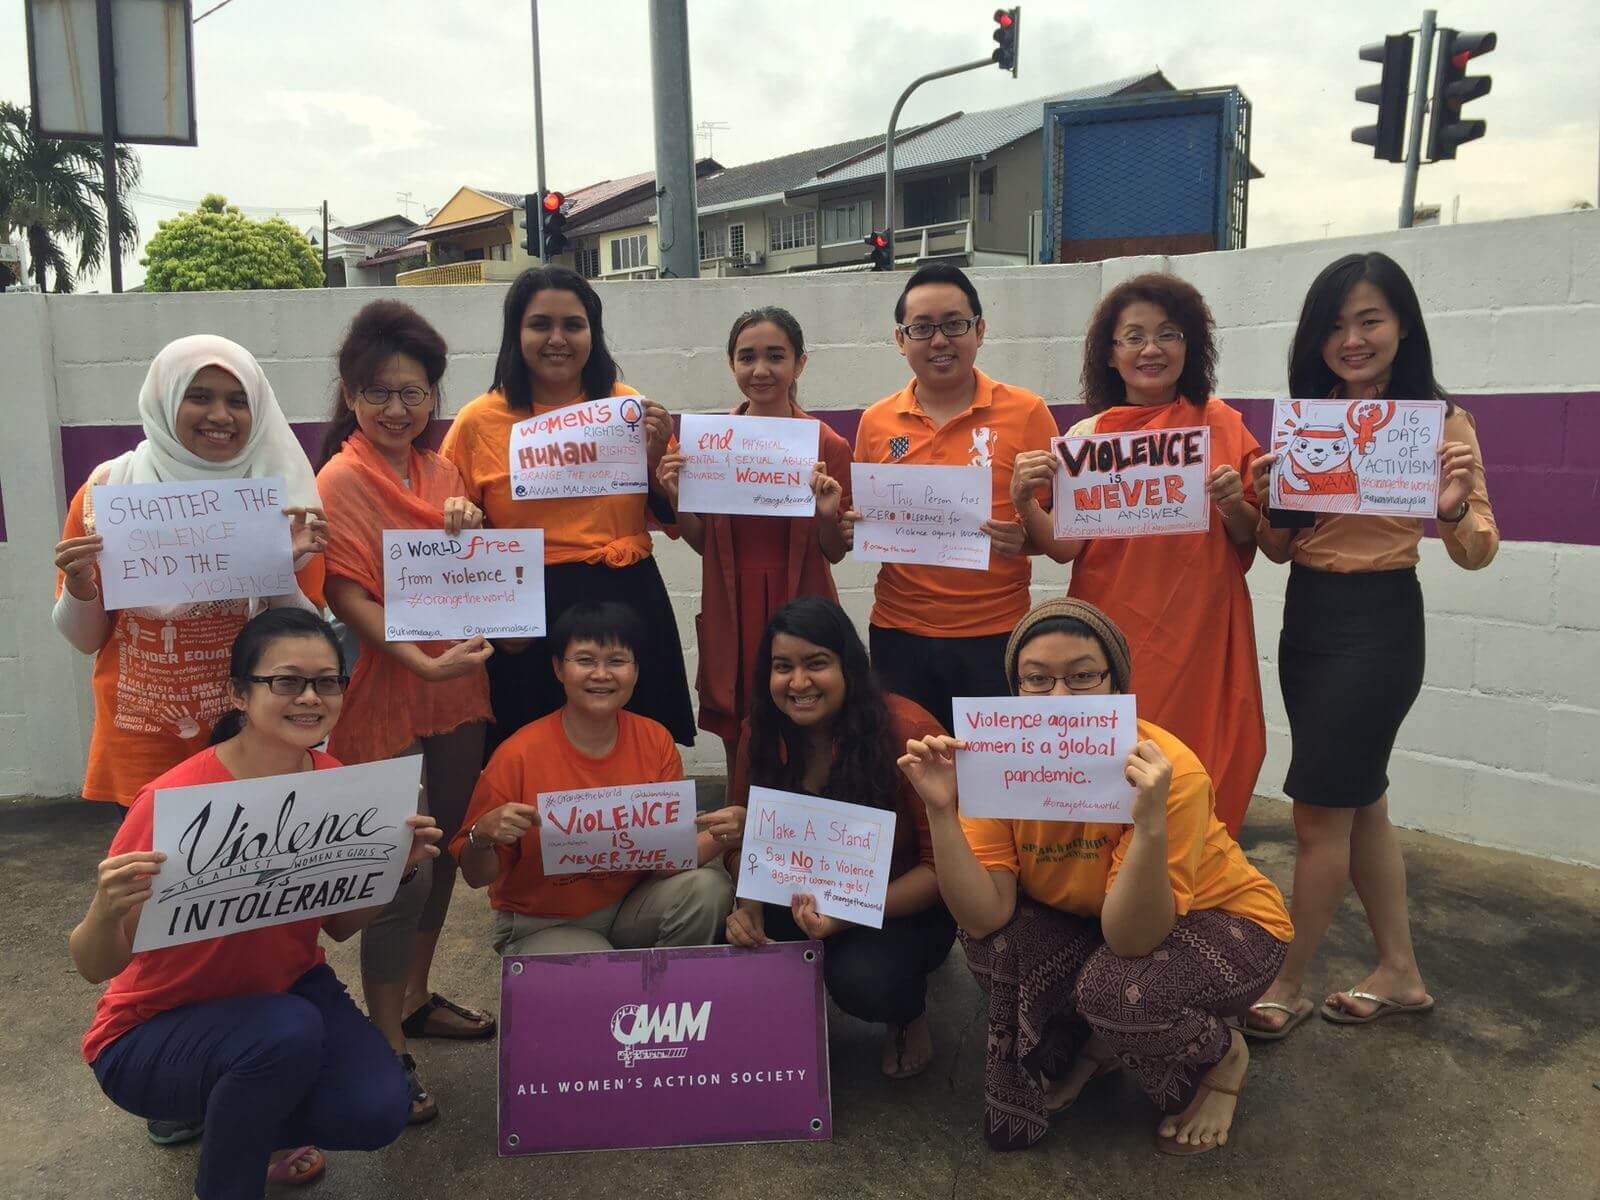 SHATTER THE
SILENCE
END THE
VIOLENCE
a WORLD free
from violence !
#orangetheworld
@ukinmalaysia @awammalaysia
WOMEN'S
RIGHTS IS
HUMAN RIGHTS
#ORANGE THE WORLD
@AWAM MALAYSIA
end PHYSICAL,
MENTAL & SEXUAL ABUSE
TOWARDS WOMEN.
#orangetheworld
This Person has
ZERO TOLERANCE for
Violence against women
#orangetheworld
VIOLENCE
is
NEVER
AN ANSWER
#orangetheworld @awammalaysia
16
DAYS
OF
ACTIVISM
#orangetheworld
@awammalaysia
AWAM
GENDER EQUAL
Violence
AGAINST WOMEN & GIRLS
IS
INTOLERABLE
#ORANGETHEWORLD @awammalaysia
VIOLENCE
IS
NEVER THE
ANSWER !!
Make A Stand
Say NO to violence
against women + girls!
#orangetheworld
Violence against
women is a global
pandemic.
#orangetheworld
AWAM
ALL WOMEN'S ACTION SOCIETY